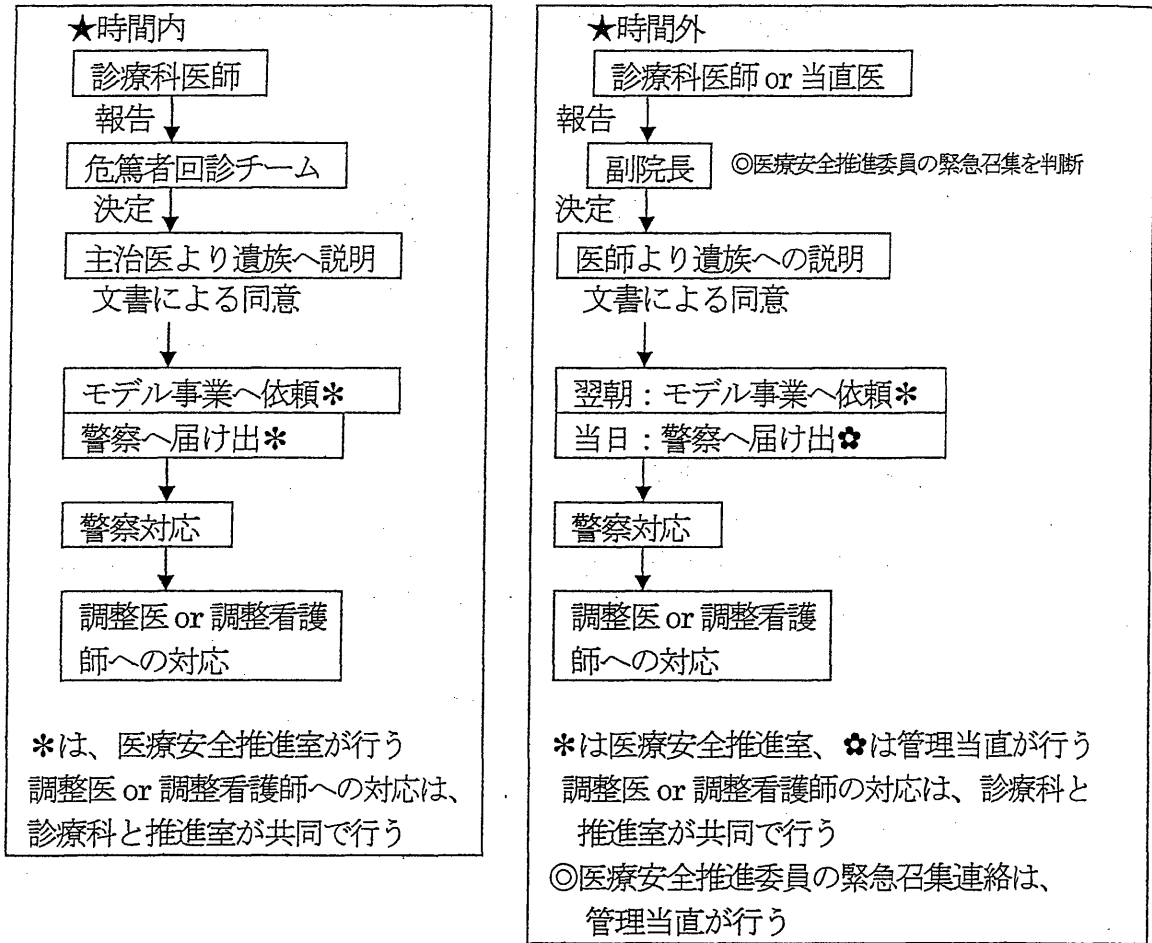 ★時間内
診療科医師
報告
危篤者回診チーム
決定
主治医より遺族へ説明
文書による同意
モデル事業へ依頼＊
警察へ届け出＊
警察対応
調整医 or 調整看護
師への対応
＊は、医療安全推進室が行う
調整医 or 調整看護師への対応は、
診療科と推進室が共同で行う
★時間外
診療科医師 or 当直医
報告
副院長 ◎医療安全推進委員の緊急召集を判断
決定
医師より遺族への説明
文書による同意
翌朝：モデル事業へ依頼＊
当日：警察へ届け出✿
警察対応
調整医 or 調整看護
師への対応
＊は医療安全推進室、✿は管理当直が行う
調整医 or 調整看護師の対応は、診療科と
推進室が共同で行う
◎医療安全推進委員の緊急召集連絡は、
管理当直が行う